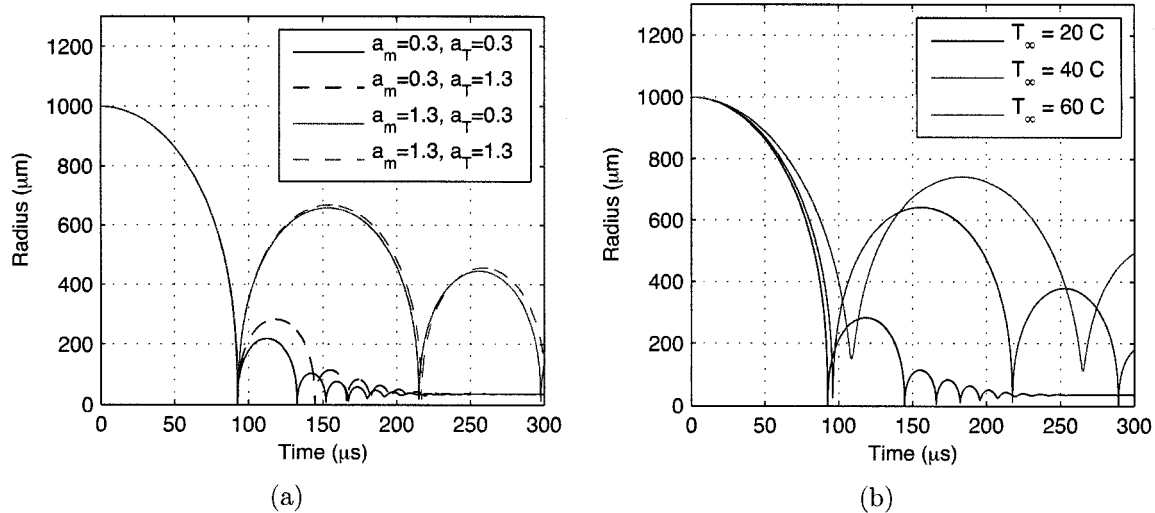 1200
1000
800
600
400
200
0
0 50 100 150 200 250 300
Radius (μm)
Time (μs)
a_m=0.3, a_T=0.3
a_m=0.3, a_T=1.3
a_m=1.3, a_T=0.3
a_m=1.3, a_T=1.3
(a)
1200
1000
800
600
400
200
0
0 50 100 150 200 250 300
Radius (μm)
Time (μs)
T_∞ = 20 C
T_∞ = 40 C
T_∞ = 60 C
(b)